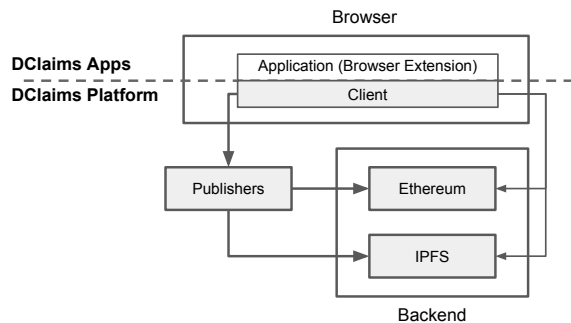 Browser
DClaims Apps
Application (Browser Extension)
DClaims Platform
Client
Publishers
Ethereum
IPFS
Backend